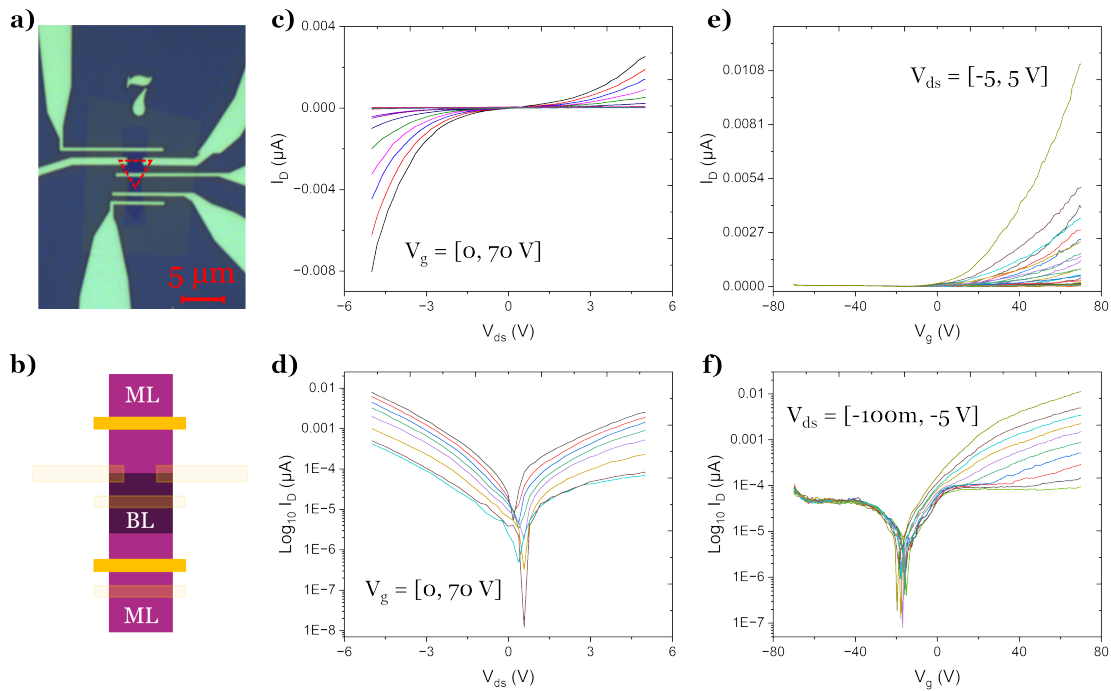 a)
7
5 µm
b)
ML
BL
ML
c)
0.004
0.000
−0.004
−0.008
I_D (µA)
V_g = [0, 70 V]
−6 −3 0 3 6
V_ds (V)
d)
0.01
0.001
1E−4
1E−5
1E−6
1E−7
1E−8
Log_10 I_D (µA)
V_g = [0, 70 V]
−6 −3 0 3 6
V_ds (V)
e)
0.0108
0.0081
0.0054
0.0027
0.0000
I_D (µA)
V_ds = [-5, 5 V]
−80 −40 0 40 80
V_g (V)
f)
0.01
0.001
1E−4
1E−5
1E−6
1E−7
Log_10 I_D (µA)
V_ds = [-100m, -5 V]
−80 −40 0 40 80
V_g (V)